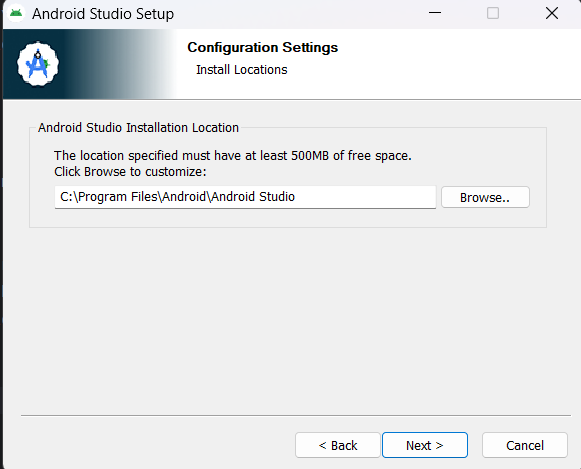 Android Studio Setup
Configuration Settings
Install Locations
Android Studio Installation Location
The location specified must have at least 500MB of free space.
Click Browse to customize:
C:\Program Files\Android\Android Studio
Browse..
< Back
Next >
Cancel